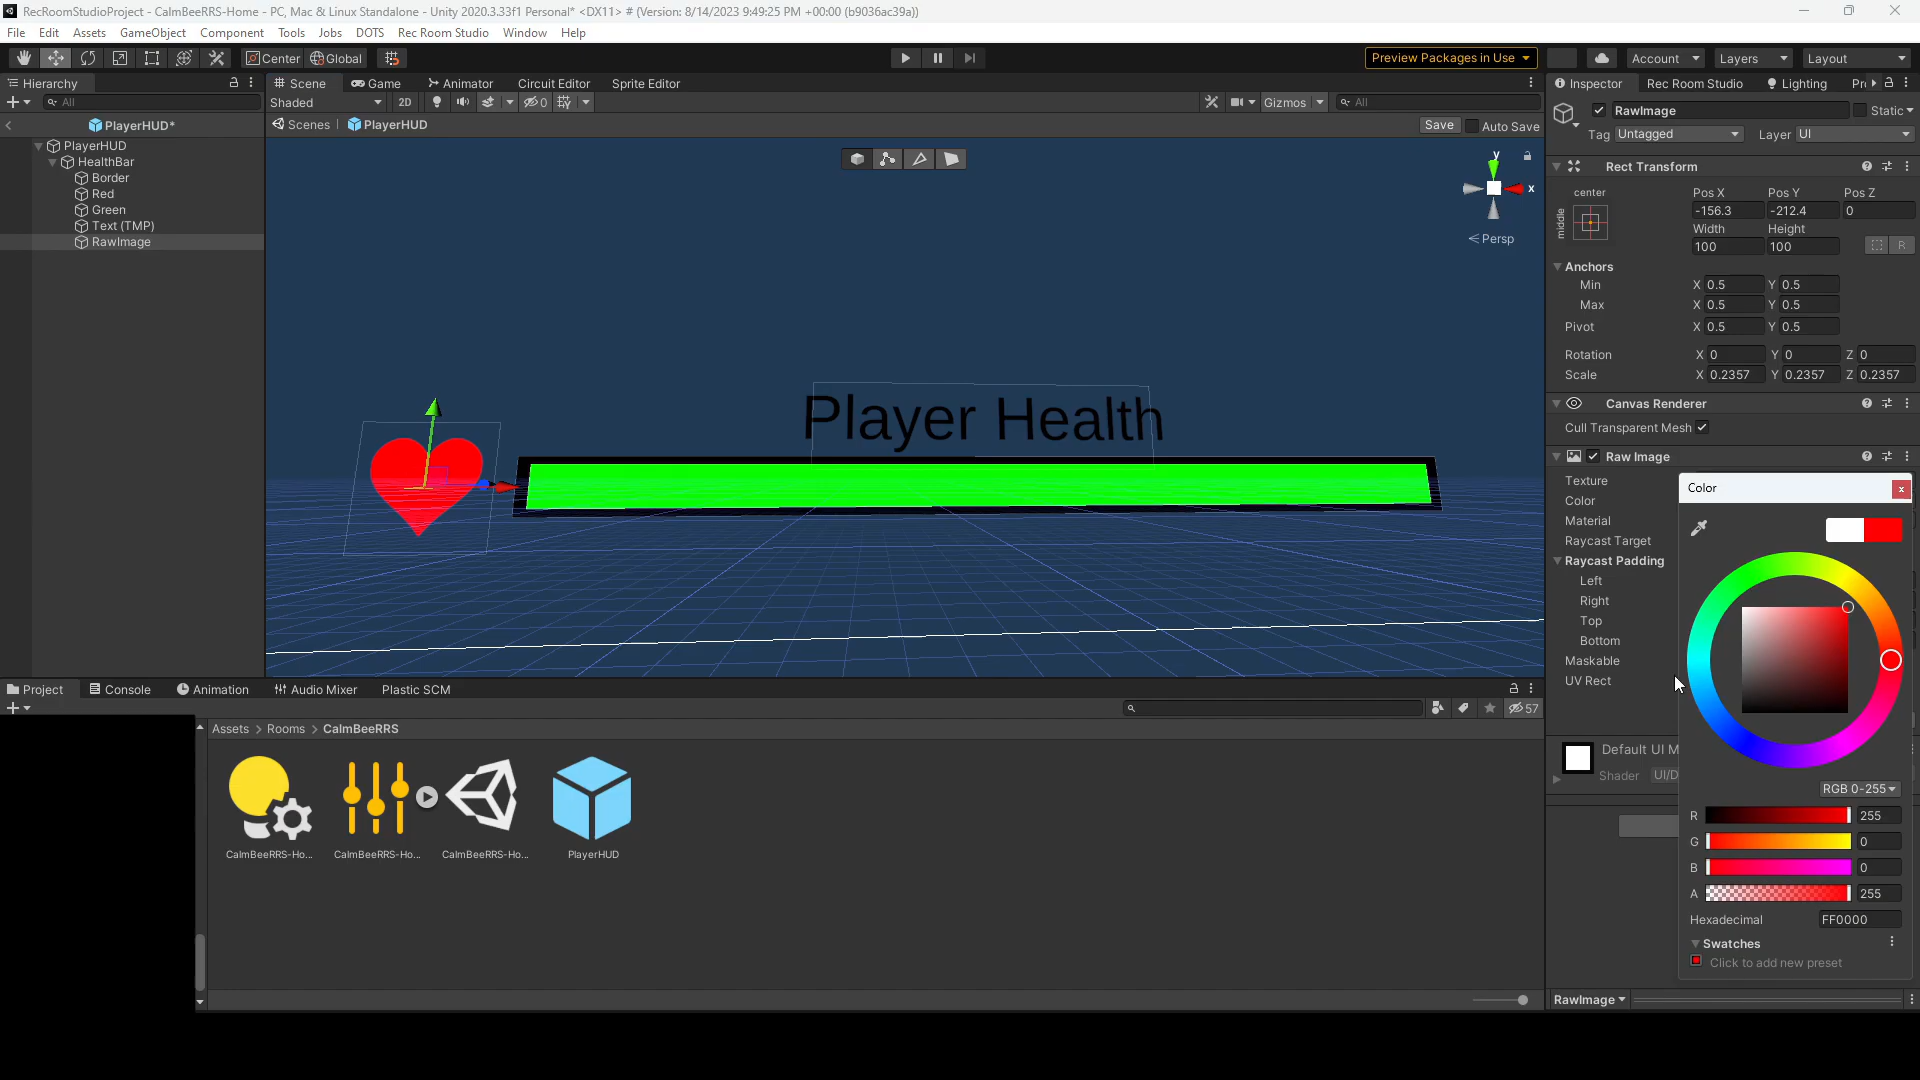 RecRoomStudioProject - CalmBeeRRS-Home - PC, Mac & Linux Standalone - Unity 2020.3.33f1 Personal* <DX11> # (Version: 8/14/2023 9:49:25 PM +00:00 (b9036ac39a))
File Edit Assets GameObject Component Tools Jobs DOTS Rec Room Studio Window Help
Center Global Preview Packages in Use Account Layers Layout
Hierarchy
All
PlayerHUD*
PlayerHUD
HealthBar
Border
Red
Green
Text (TMP)
RawImage
Scene Game Animator Circuit Editor Sprite Editor
Shaded 2D 0 Gizmos All
Scenes PlayerHUD Save Auto Save
y
x
Persp
Player Health
Inspector Rec Room Studio Lighting
RawImage Static
Tag Untagged Layer UI
Rect Transform
center
middle
Pos X Pos Y Pos Z
-156.3 -212.4 0
Width Height
100 100 R
Anchors
Min X 0.5 Y 0.5
Max X 0.5 Y 0.5
Pivot X 0.5 Y 0.5
Rotation X 0 Y 0 Z 0
Scale X 0.2357 Y 0.2357 Z 0.2357
Canvas Renderer
Cull Transparent Mesh
Raw Image
Texture
Color
Material
Raycast Target
Raycast Padding
Left
Right
Top
Bottom
Maskable
UV Rect
Default UI M
Shader UI/D
Color
RGB 0-255
R 255
G 0
B 0
A 255
Hexadecimal FF0000
Swatches
Click to add new preset
RawImage
Project Console Animation Audio Mixer Plastic SCM
57
Assets > Rooms > CalmBeeRRS
CalmBeeRRS-Ho... CalmBeeRRS-Ho... CalmBeeRRS-Ho... PlayerHUD